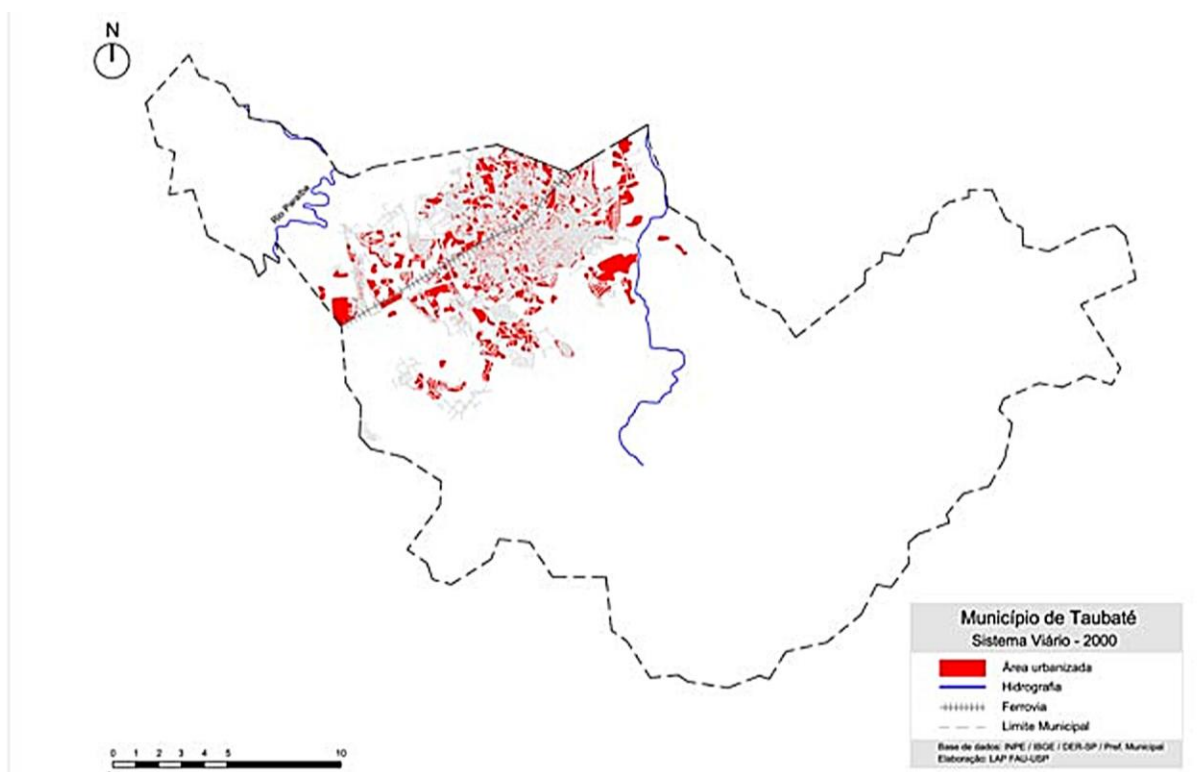 N
Rio Paraíba
Município de Taubaté
Sistema Viário - 2000
Área urbanizada
Hidrografia
Ferrovia
Limite Municipal
Base de dados: INPE / IBGE / DER-SP / Pref. Municipal
Elaboração: LAP FAU-USP
0 1 2 3 4 5 10